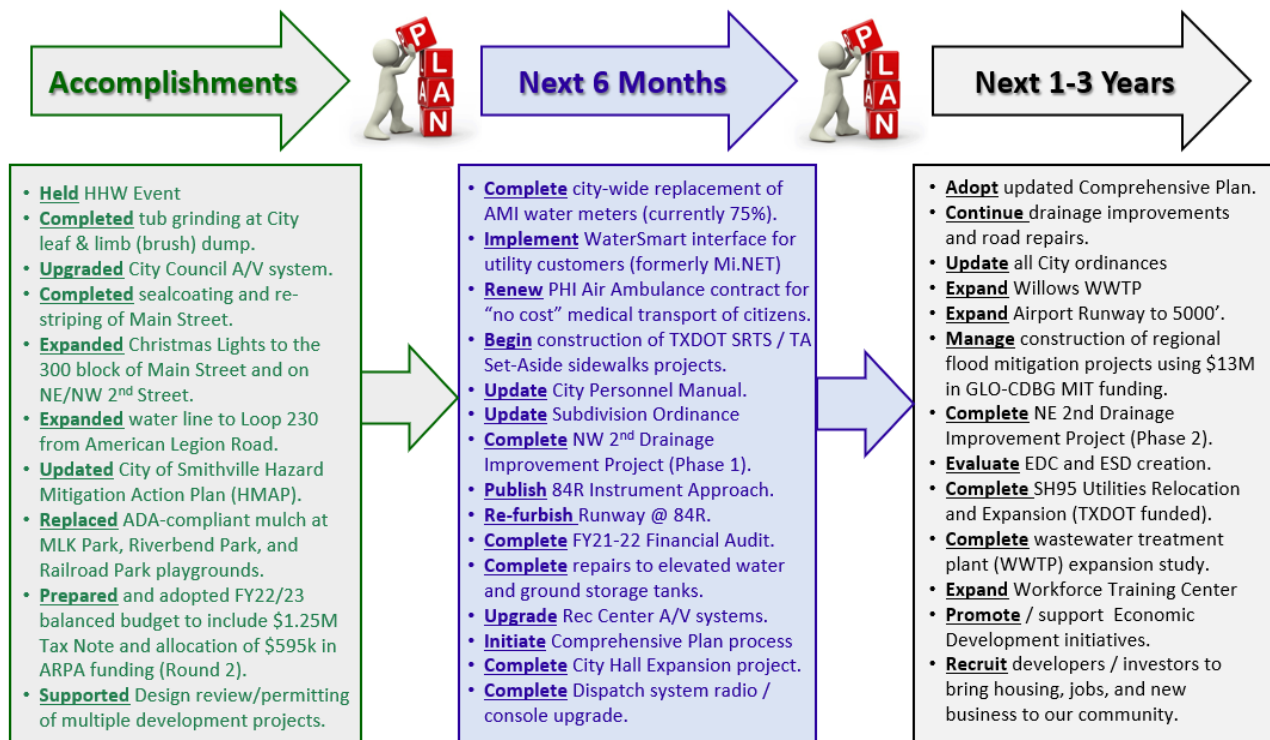 Accomplishments
P
L
A
A
N
Next 6 Months
P
L
A
A
N
Next 1-3 Years
• Held HHW Event
• Completed tub grinding at City
leaf & limb (brush) dump.
• Upgraded City Council A/V system.
• Completed sealcoating and re-
striping of Main Street.
• Expanded Christmas Lights to the
300 block of Main Street and on
NE/NW 2nd Street.
• Expanded water line to Loop 230
from American Legion Road.
• Updated City of Smithville Hazard
Mitigation Action Plan (HMAP).
• Replaced ADA-compliant mulch at
MLK Park, Riverbend Park, and
Railroad Park playgrounds.
• Prepared and adopted FY22/23
balanced budget to include $1.25M
Tax Note and allocation of $595k in
ARPA funding (Round 2).
• Supported Design review/permitting
of multiple development projects.
• Complete city-wide replacement of
AMI water meters (currently 75%).
• Implement WaterSmart interface for
utility customers (formerly Mi.NET)
• Renew PHI Air Ambulance contract for
“no cost” medical transport of citizens.
• Begin construction of TXDOT SRTS / TA
Set-Aside sidewalks projects.
• Update City Personnel Manual.
• Update Subdivision Ordinance
• Complete NW 2nd Drainage
Improvement Project (Phase 1).
• Publish 84R Instrument Approach.
• Re-furbish Runway @ 84R.
• Complete FY21-22 Financial Audit.
• Complete repairs to elevated water
and ground storage tanks.
• Upgrade Rec Center A/V systems.
• Initiate Comprehensive Plan process
• Complete City Hall Expansion project.
• Complete Dispatch system radio /
console upgrade.
• Adopt updated Comprehensive Plan.
• Continue drainage improvements
and road repairs.
• Update all City ordinances
• Expand Willows WWTP
• Expand Airport Runway to 5000’.
• Manage construction of regional
flood mitigation projects using $13M
in GLO-CDBG MIT funding.
• Complete NE 2nd Drainage
Improvement Project (Phase 2).
• Evaluate EDC and ESD creation.
• Complete SH95 Utilities Relocation
and Expansion (TXDOT funded).
• Complete wastewater treatment
plant (WWTP) expansion study.
• Expand Workforce Training Center
• Promote / support Economic
Development initiatives.
• Recruit developers / investors to
bring housing, jobs, and new
business to our community.